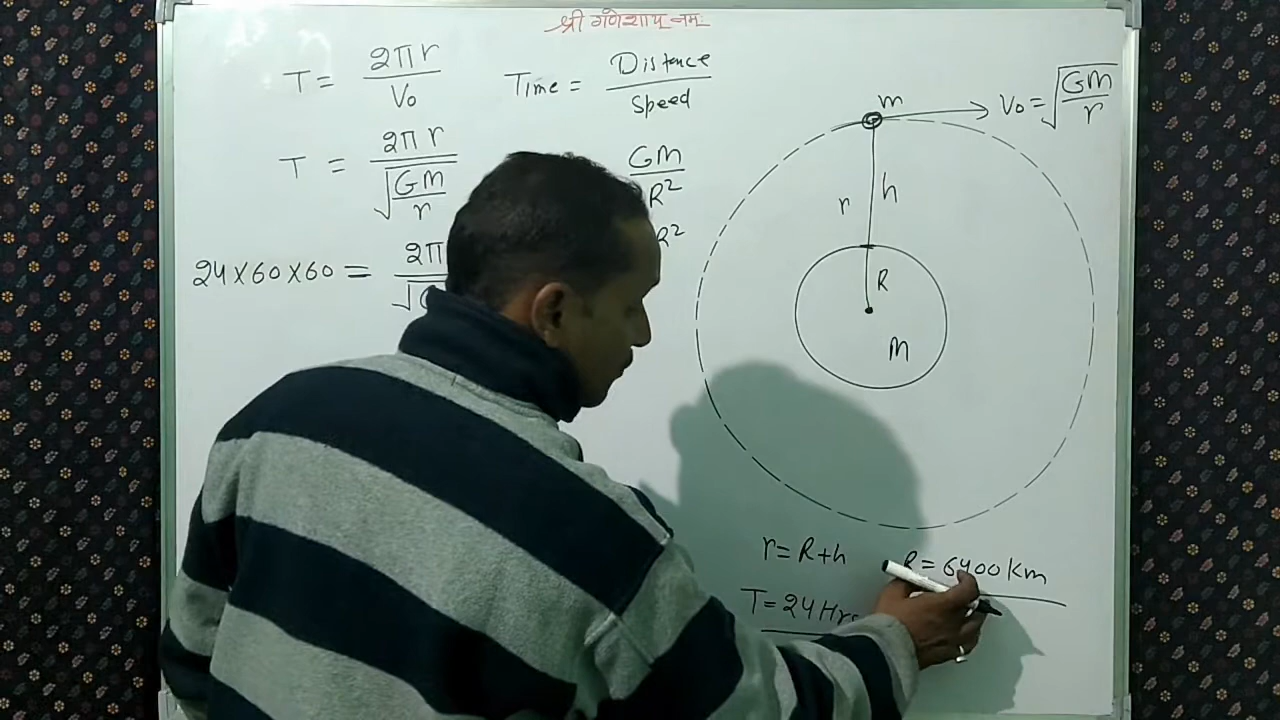 श्री गणेशाय नमः
T = 2πr / V₀
Time = Distance / Speed
T = 2πr / √(GM / r)
GM / R²
R²
24×60×60 = 2π
m
V₀ = √(GM / r)
r
h
R
M
r = R+h
R = 6400 Km
T = 24 Hrs